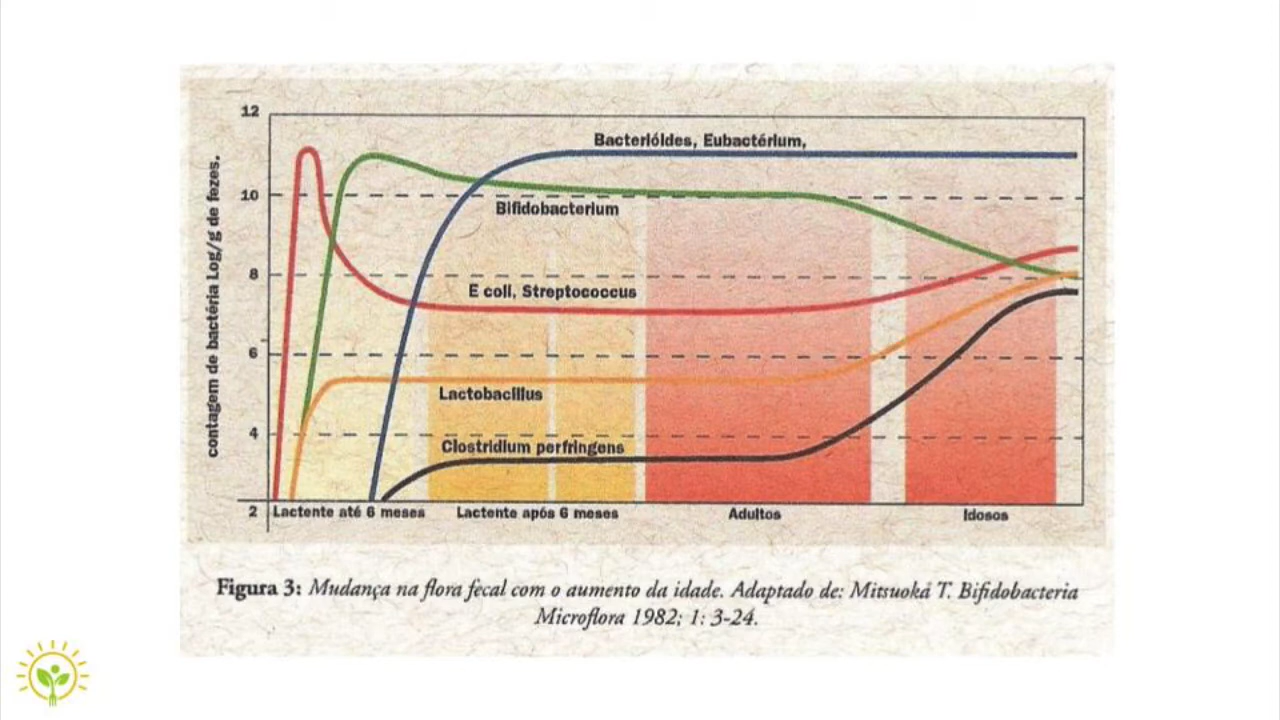 12
Bacterióides, Eubactérium,
contagem de bactéria Log/g de fezes.
10
Bifidobacterium
8
E coli, Streptococcus
6
Lactobacillus
4
Clostridium perfringens
2
Lactente até 6 meses
Lactente após 6 meses
Adultos
Idosos
Figura 3: Mudança na flora fecal com o aumento da idade. Adaptado de: Mitsuoká T. Bifidobacteria
Microflora 1982; 1: 3-24.